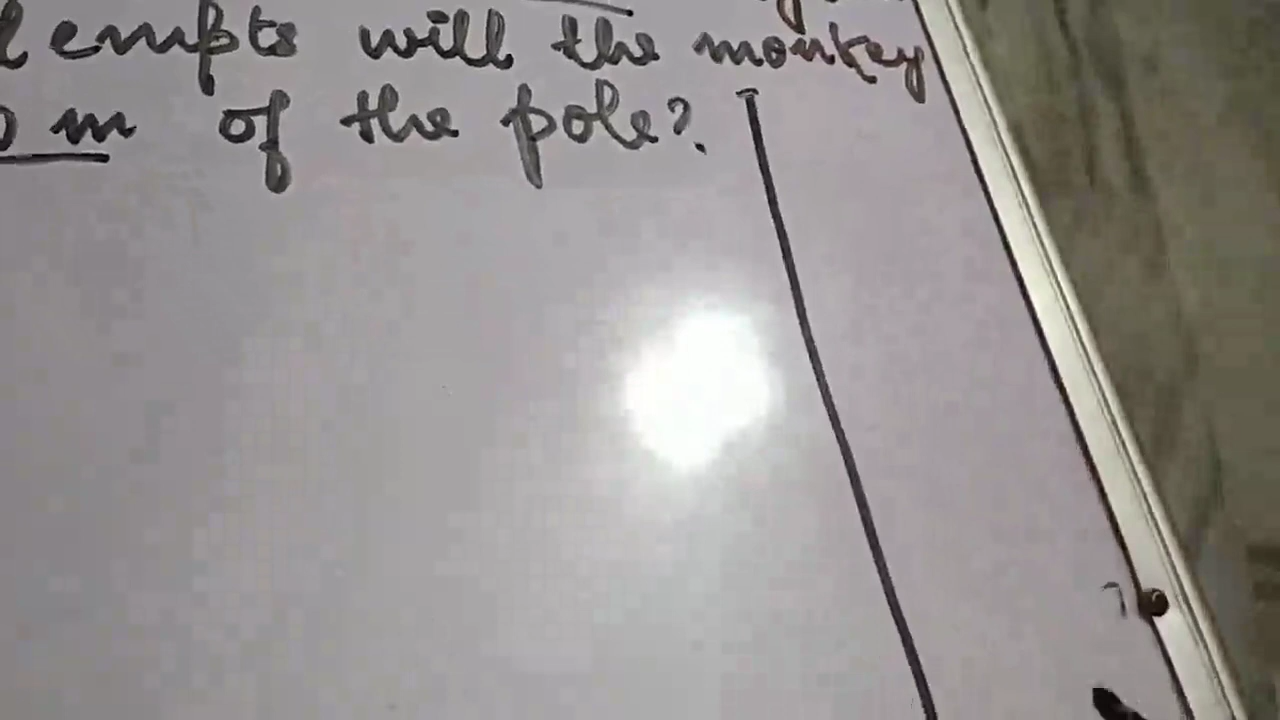 will the monkey
m of the pole?